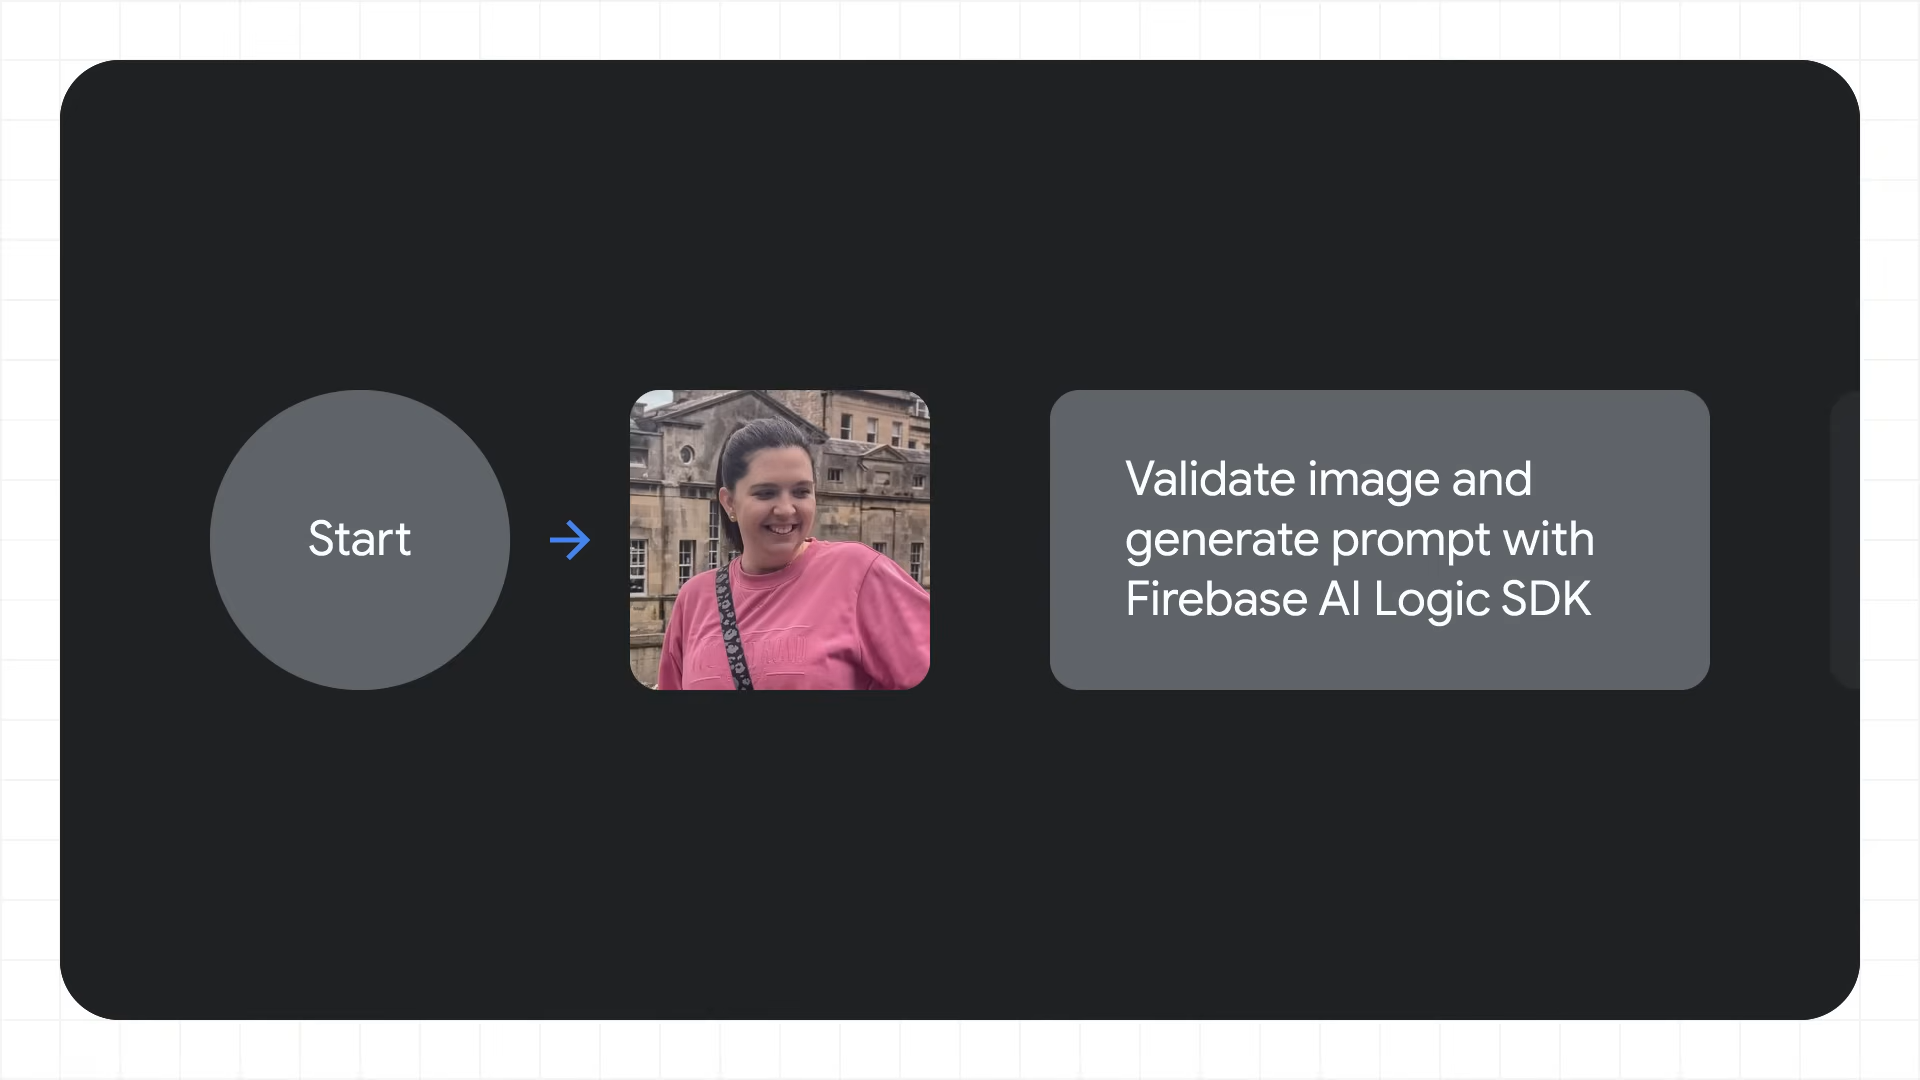 Start
Validate image and
generate prompt with
Firebase AI Logic SDK